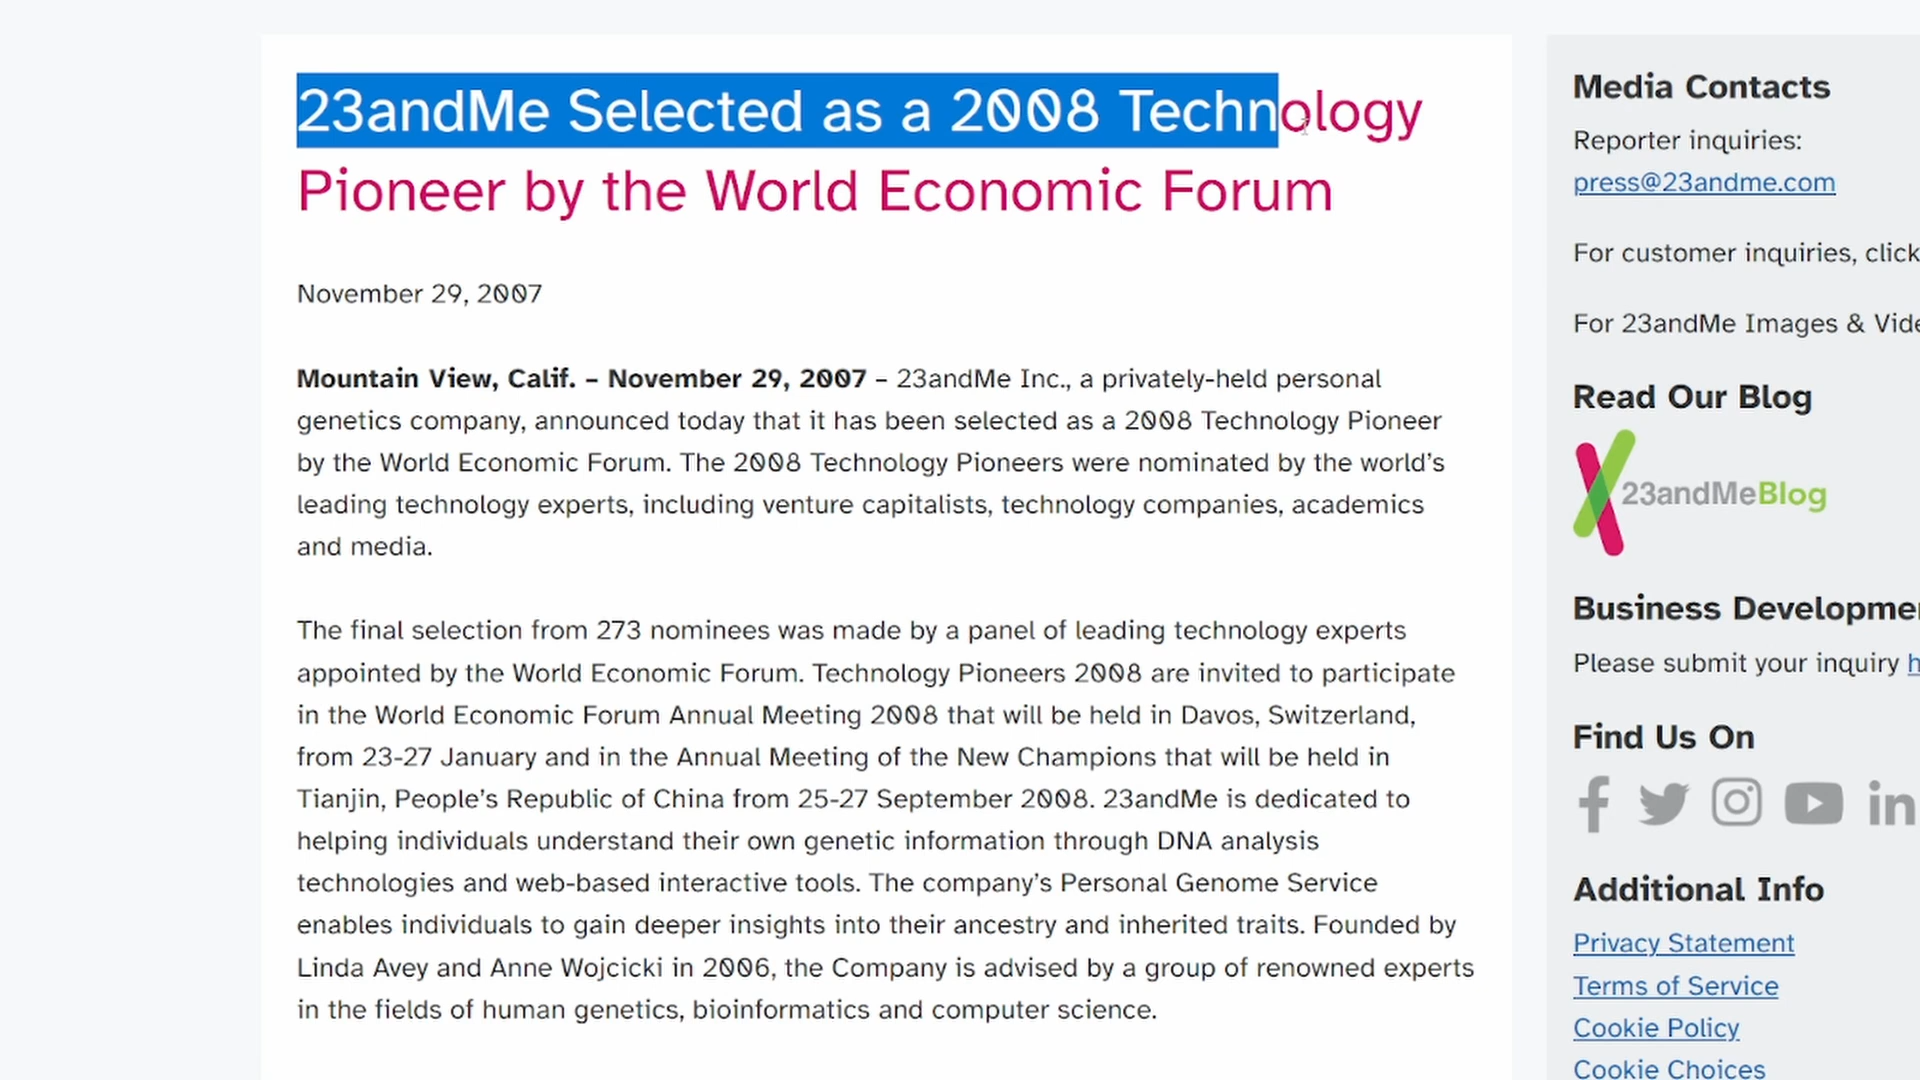 23andMe Selected as a 2008 Technology
Pioneer by the World Economic Forum
November 29, 2007
Mountain View, Calif. – November 29, 2007 – 23andMe Inc., a privately-held personal
genetics company, announced today that it has been selected as a 2008 Technology Pioneer
by the World Economic Forum. The 2008 Technology Pioneers were nominated by the world’s
leading technology experts, including venture capitalists, technology companies, academics
and media.
The final selection from 273 nominees was made by a panel of leading technology experts
appointed by the World Economic Forum. Technology Pioneers 2008 are invited to participate
in the World Economic Forum Annual Meeting 2008 that will be held in Davos, Switzerland,
from 23-27 January and in the Annual Meeting of the New Champions that will be held in
Tianjin, People’s Republic of China from 25-27 September 2008. 23andMe is dedicated to
helping individuals understand their own genetic information through DNA analysis
technologies and web-based interactive tools. The company’s Personal Genome Service
enables individuals to gain deeper insights into their ancestry and inherited traits. Founded by
Linda Avey and Anne Wojcicki in 2006, the Company is advised by a group of renowned experts
in the fields of human genetics, bioinformatics and computer science.
Media Contacts
Reporter inquiries:
press@23andme.com
For customer inquiries, click
For 23andMe Images &
Read Our Blog
23andMeBlog
Business
Please submit your inquiry
Find Us On
Additional Info
Privacy Statement
Terms of Service
Cookie Policy
Cookie Choices